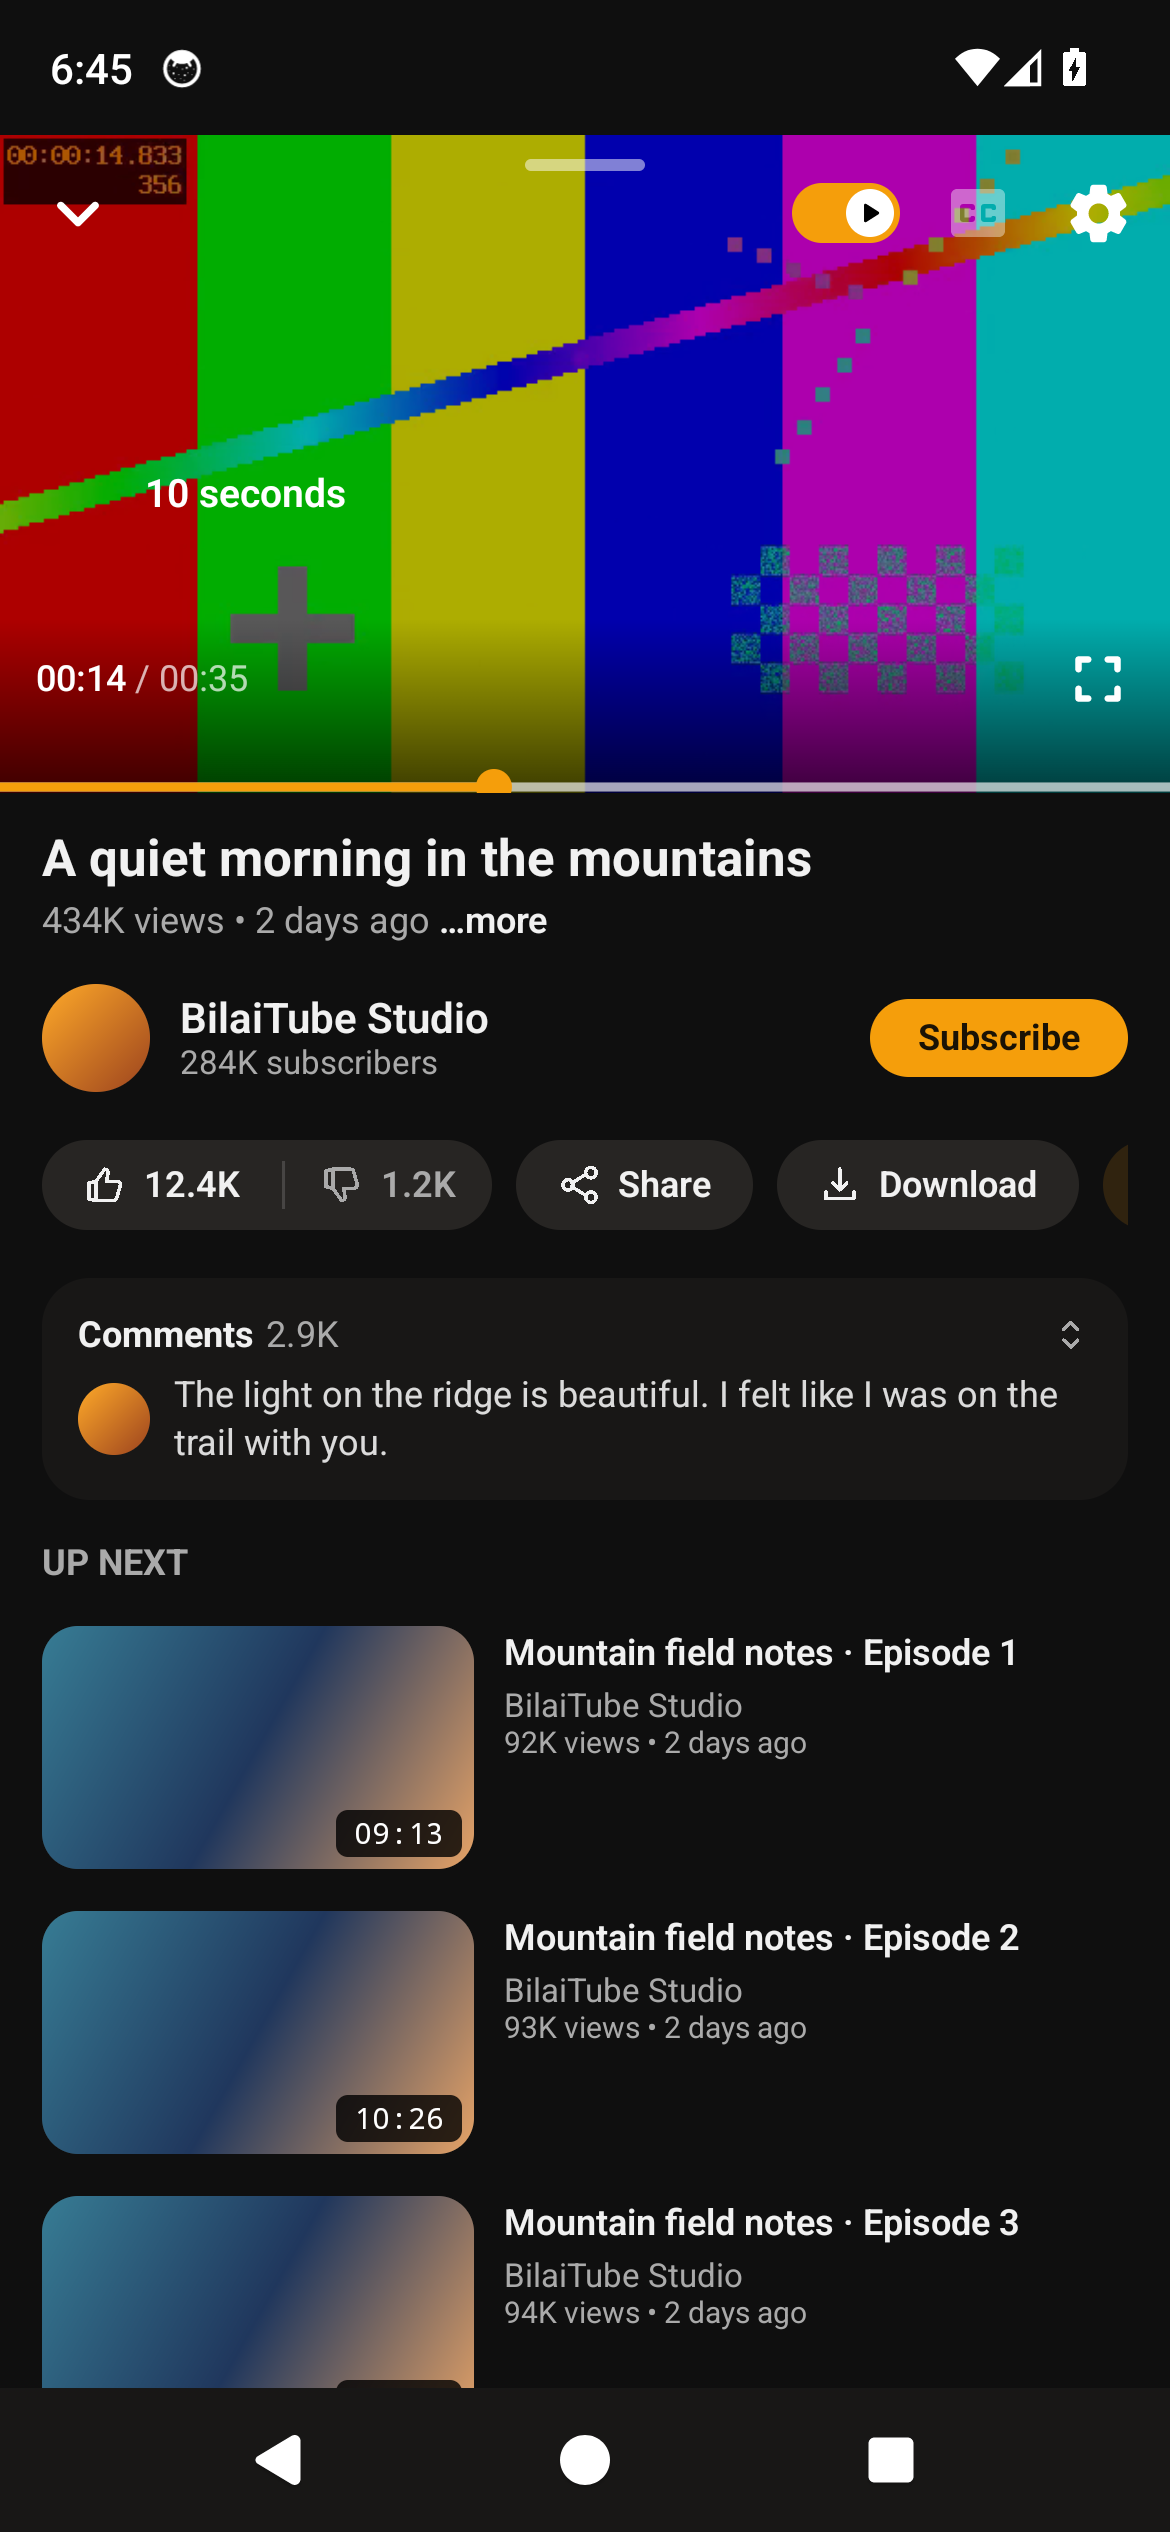 6:45
00:00:14.833
356
CC
10 seconds
00:14 / 00:35
A quiet morning in the mountains
434K views • 2 days ago ...more
BilaiTube Studio
284K subscribers
Subscribe
12.4K
1.2K
Share
Download
Comments 2.9K
The light on the ridge is beautiful. I felt like I was on the
trail with you.
UP NEXT
Mountain field notes · Episode 1
BilaiTube Studio
92K views • 2 days ago
09:13
Mountain field notes · Episode 2
BilaiTube Studio
93K views • 2 days ago
10:26
Mountain field notes · Episode 3
BilaiTube Studio
94K views • 2 days ago